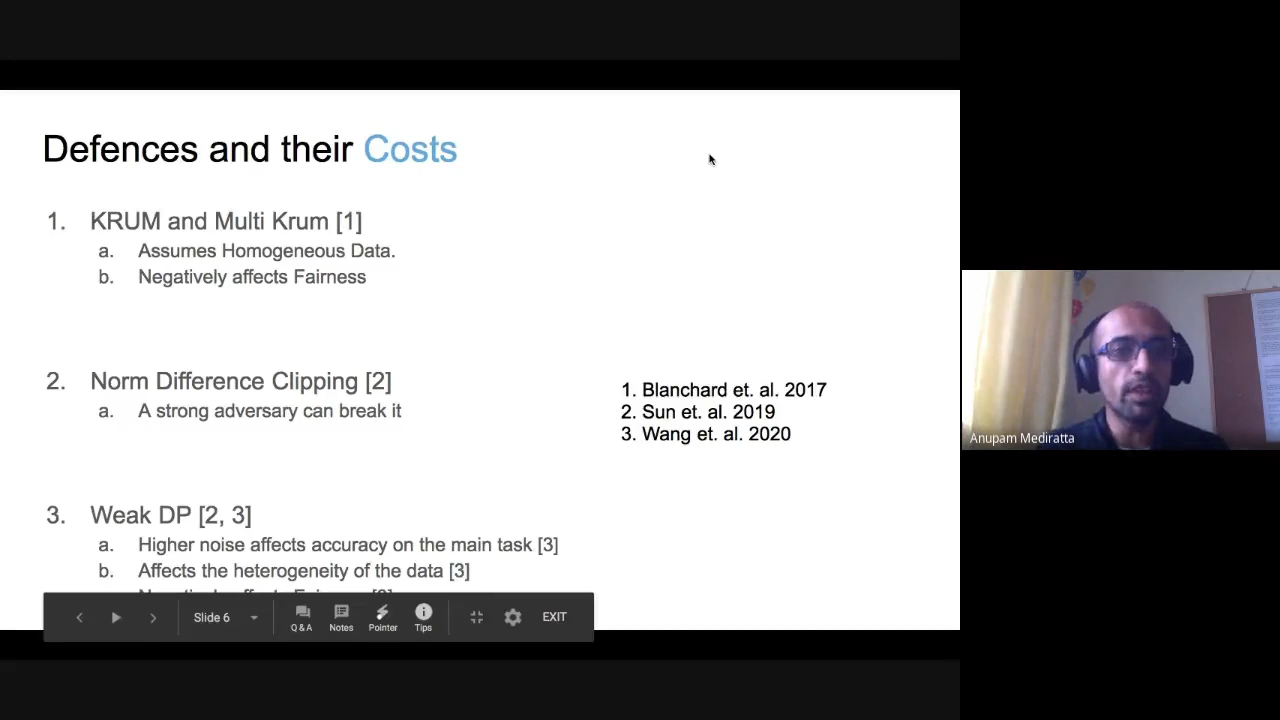 Defences and their Costs
1. KRUM and Multi Krum [1]
a. Assumes Homogeneous Data.
b. Negatively affects Fairness
2. Norm Difference Clipping [2]
a. A strong adversary can break it
1. Blanchard et. al. 2017
2. Sun et. al. 2019
3. Wang et. al. 2020
3. Weak DP [2, 3]
a. Higher noise affects accuracy on the main task [3]
b. Affects the heterogeneity of the data [3]
Slide 6
Q & A
Notes
Pointer
Tips
EXIT
Anupam Mediratta